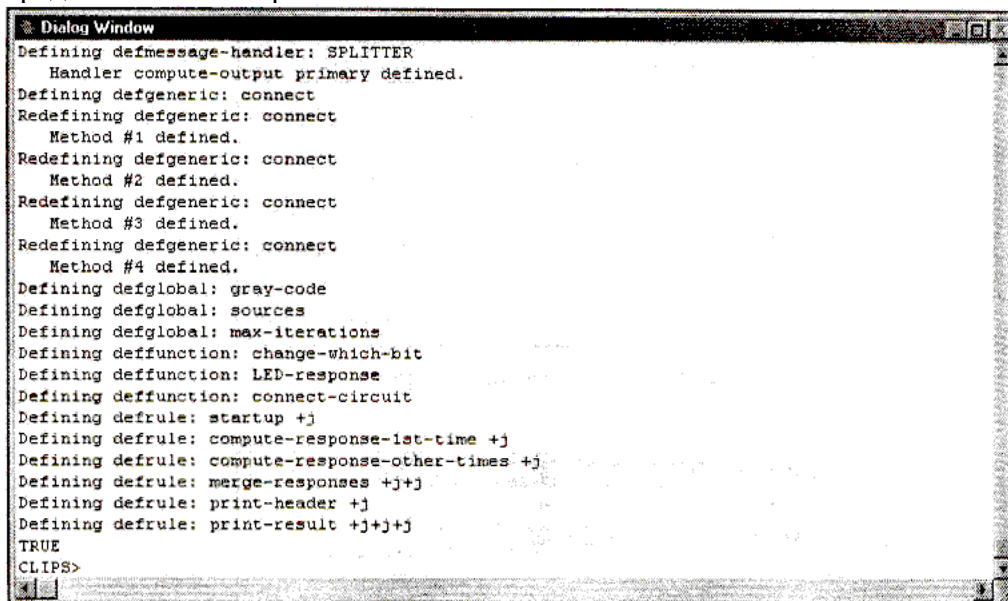 Dialog Window
Defining defmessage-handler: SPLITTER
Handler compute-output primary defined.
Defining defgeneric: connect
Redefining defgeneric: connect
Method #1 defined.
Redefining defgeneric: connect
Method #2 defined.
Redefining defgeneric: connect
Method #3 defined.
Redefining defgeneric: connect
Method #4 defined.
Defining defglobal: gray-code
Defining defglobal: sources
Defining defglobal: max-iterations
Defining deffunction: change-which-bit
Defining deffunction: LED-response
Defining deffunction: connect-circuit
Defining defrule: startup +j
Defining defrule: compute-response-1st-time +j
Defining defrule: compute-response-other-times +j
Defining defrule: merge-responses +j+j
Defining defrule: print-header +j
Defining defrule: print-result +j+j+j
TRUE
CLIPS>